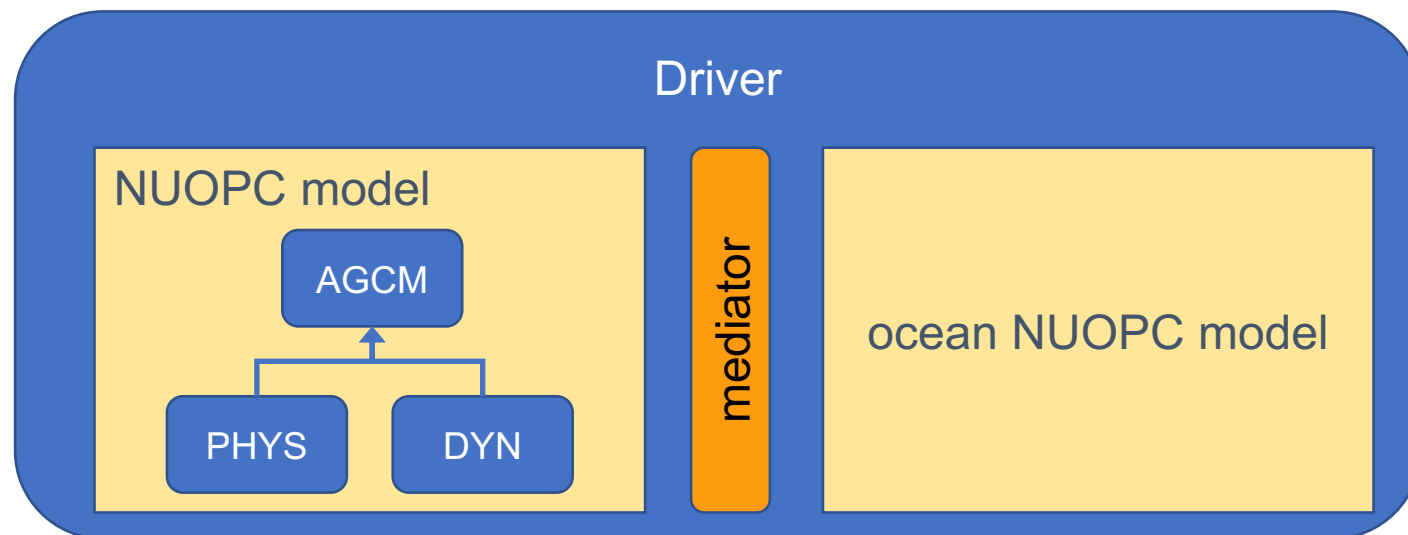 Driver
NUOPC model
AGCM
PHYS
DYN
mediator
ocean NUOPC model